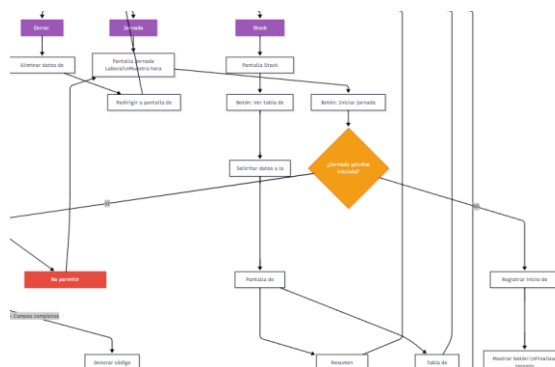 Cerrar
Jornada
Stock
Eliminar datos de
Pantalla Jornada
Laboral:\nMuestra hora
Pantalla Stock
Redirigir a pantalla de
Botón: Ver tabla de
Botón: Iniciar jornada
Solicitar datos a la
¿Jornada
iniciada?
No permitir
Pantalla de
Registrar inicio de
Campos completos
Generar código
Resumen
Tabla de
Mostrar botón:\nFinaliza
Jornada